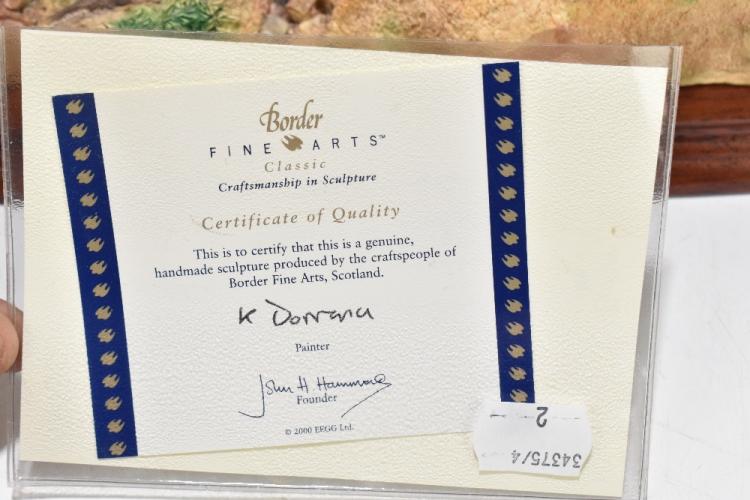 Border
FINE ARTS™
Classic
Craftsmanship in Sculpture
Certificate of Quality
This is to certify that this is a genuine,
handmade sculpture produced by the craftspeople of
Border Fine Arts, Scotland.
K
Painter
John H. Hammond
Founder
© 2000 EEGG Ltd.
2
34375/4